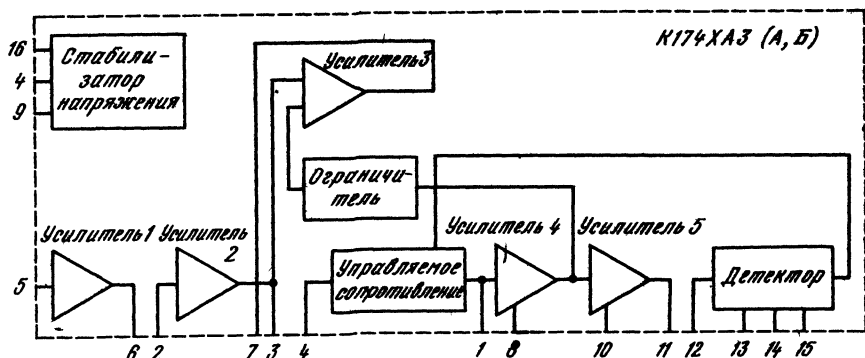 К174ХА3 (А, Б)
16
4
9
Стабили-
затор
напряжения
Усилитель 3
Ограничи-
тель
Усилитель 1
Усилитель
2
Усилитель 4
Усилитель 5
5
Управляемое
сопротивление
Детектор
6
2
7
3
4
1
8
10
11
12
13
14
15